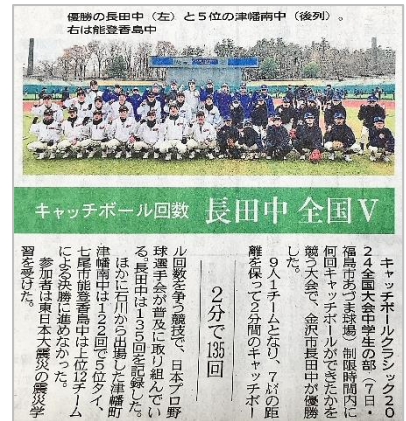 優勝の長田中（左）と５位の津幡南中（後列）。
右は能登香島中
キャッチボール回数 長田中 全国Ｖ
キャッチボールクラシック２０
２４全国大会中学生の部（７日・
福島市あづま球場）制限時間内に
何回キャッチボールができたかを
競う大会で、金沢市長田中が優勝
した。
９人１チームとなり、７㍍の距
離を保って２分間のキャッチボー
２分で135回
ル回数を争う競技で、日本プロ野
球選手会が普及に取り組んでい
る。長田中は１３５回を記録した。
ほかに石川から出場した津幡町
津幡南中は１２２回で５位タイ、
七尾市能登香島中は上位１２チーム
による決勝に進めなかった。
参加者は東日本大震災の震災学
習を受けた。